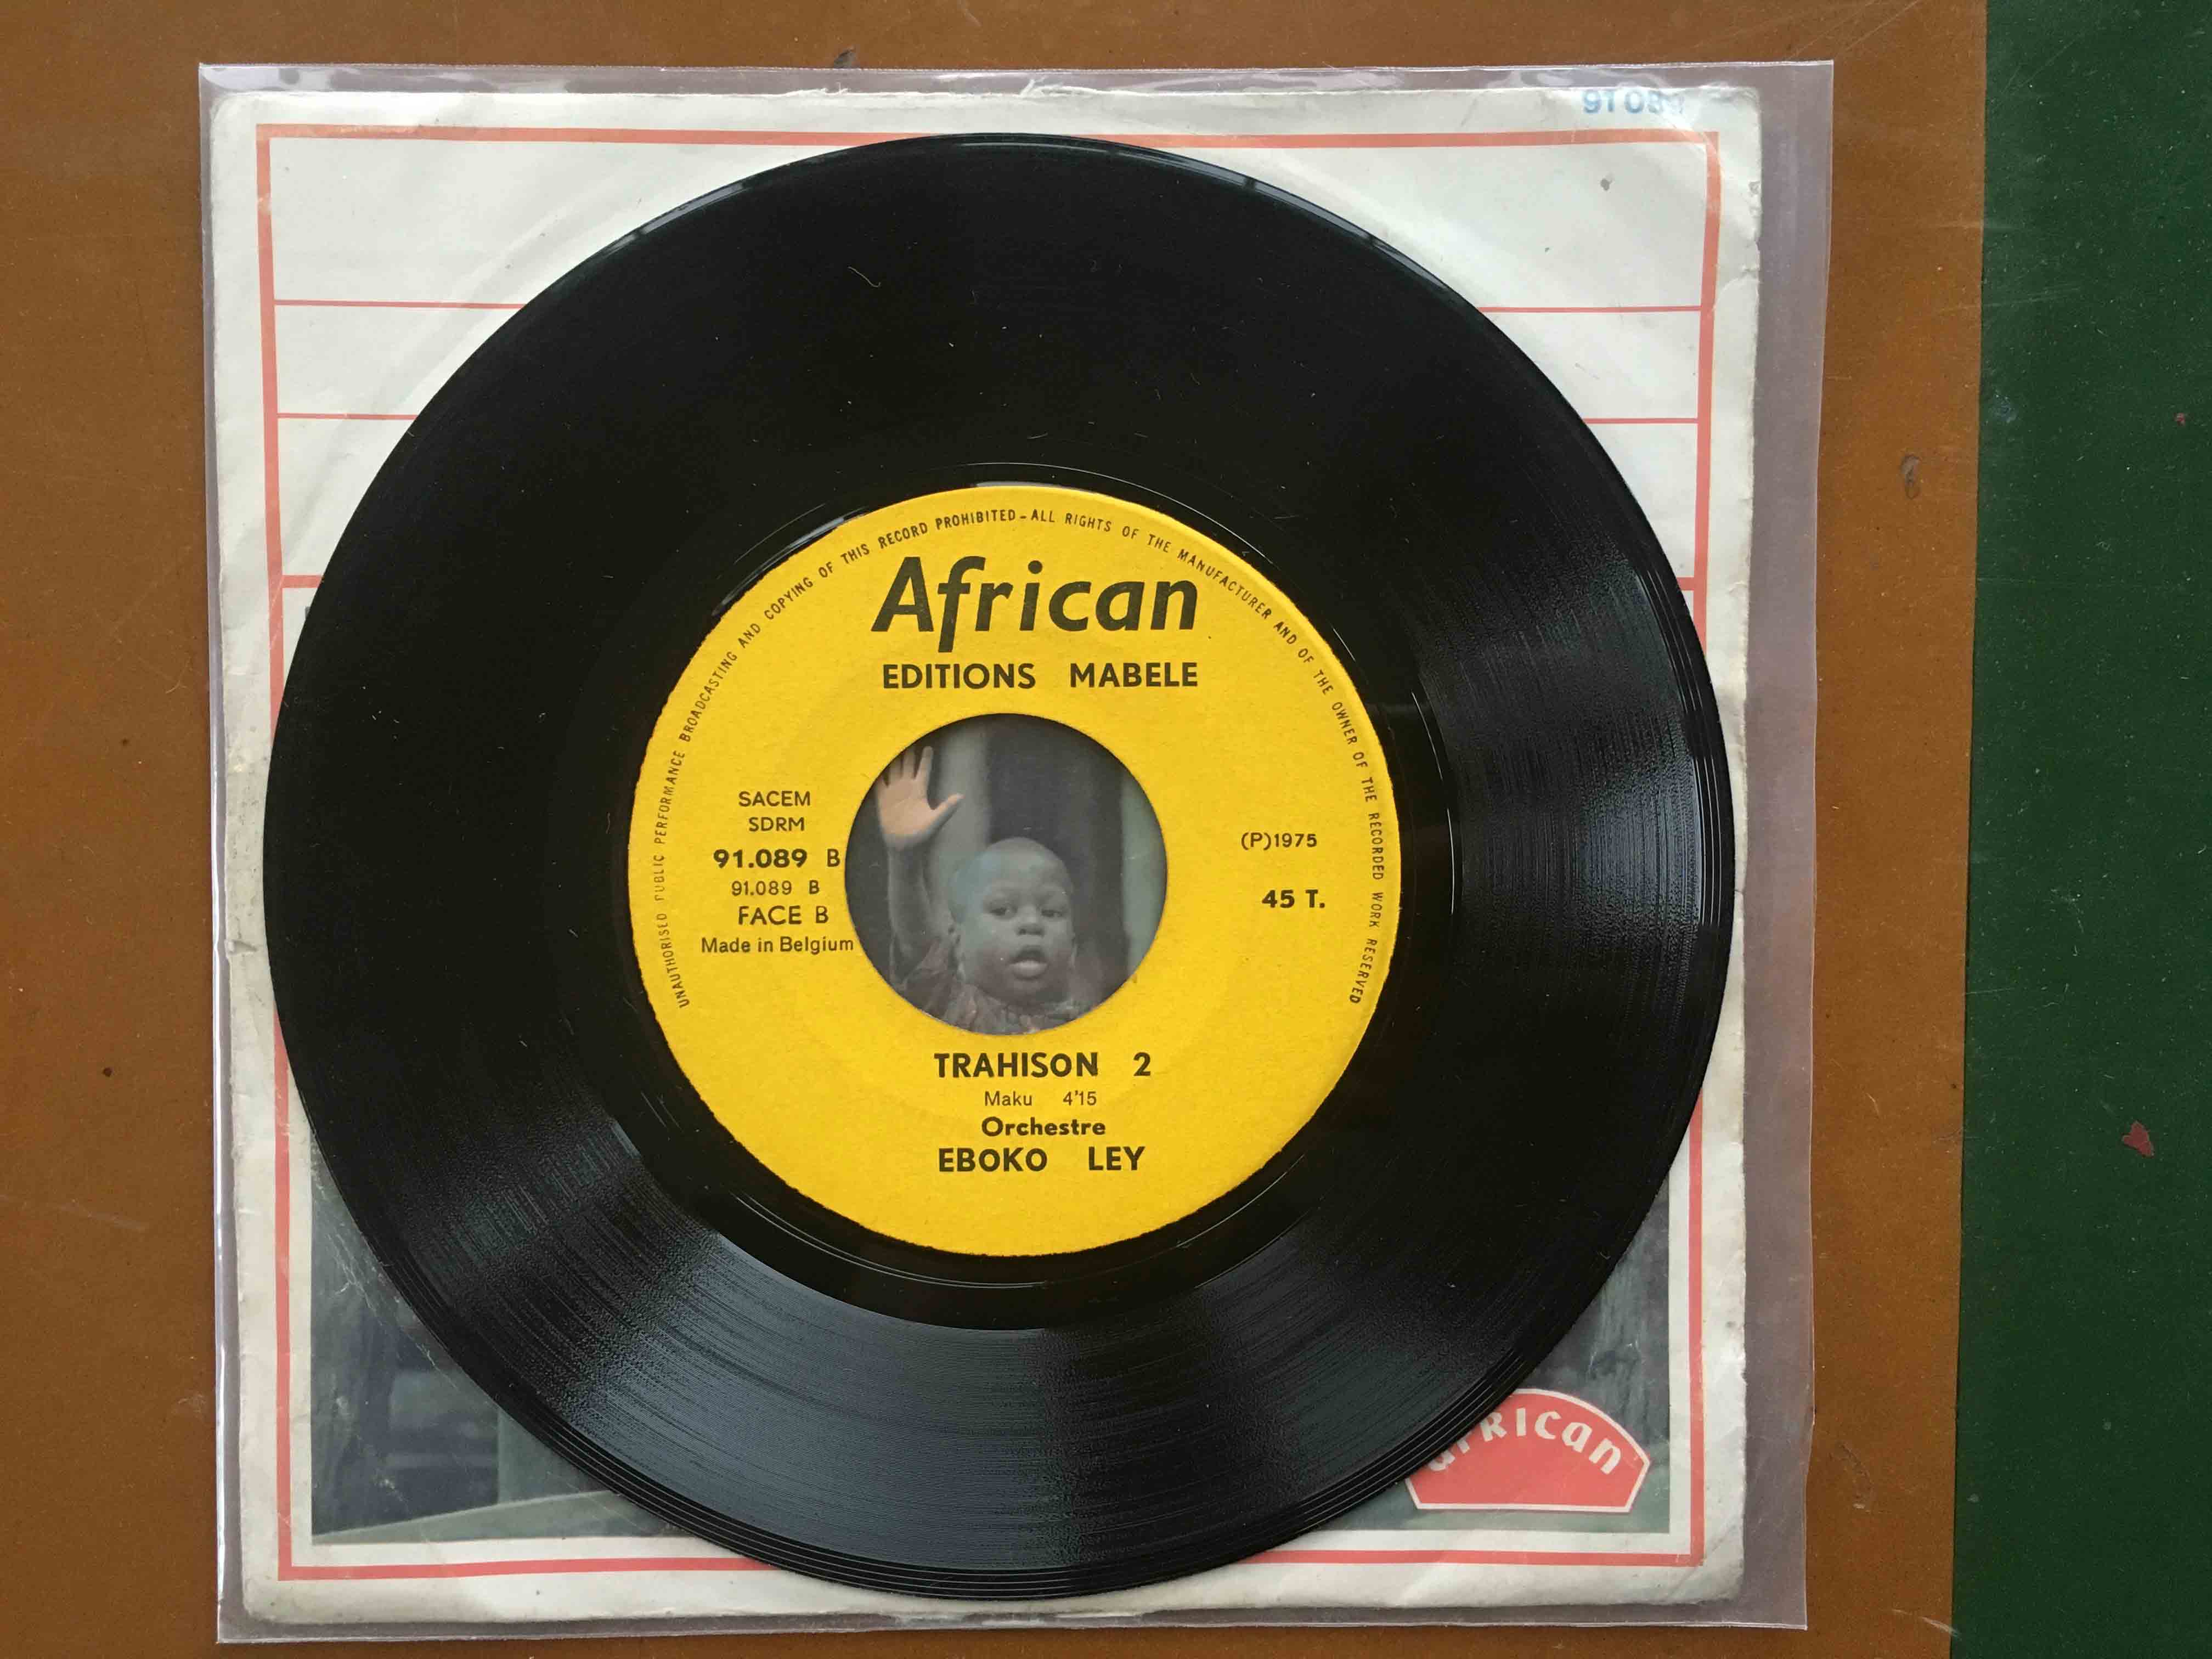 9108
UNAUTHORISED PUBLIC PERFORMANCE BROADCASTING AND COPYING OF THIS RECORD PROHIBITED - ALL RIGHTS OF THE MANUFACTURER AND OF THE OWNER OF THE RECORDED WORK RESERVED
African
EDITIONS MABELE
SACEM
SDRM
91.089 B
91.089 B
FACE B
Made in Belgium
(P)1975
45 T.
TRAHISON 2
Maku 4'15
Orchestre
EBOKO LEY
african